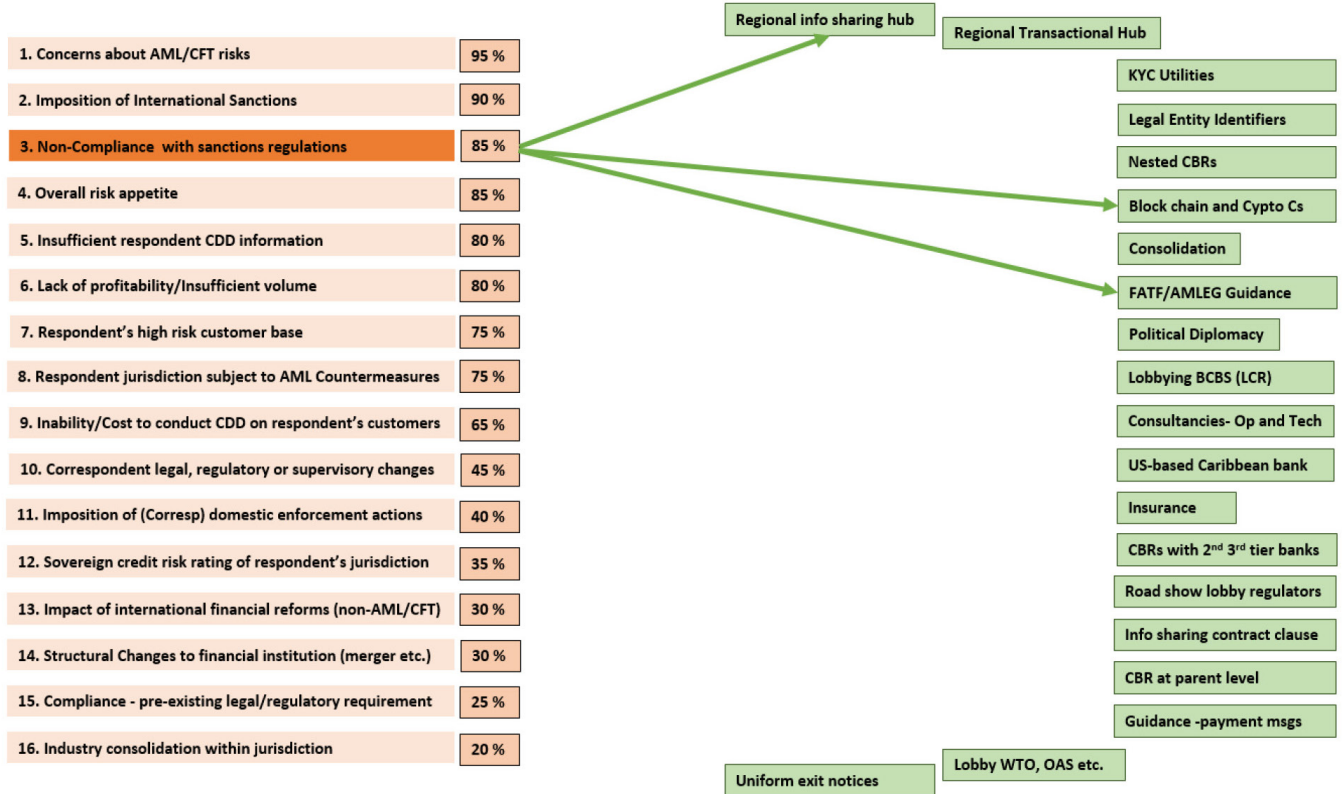 Regional info sharing hub
Regional Transactional Hub
1. Concerns about AML/CFT risks 95 %
2. Imposition of International Sanctions 90 %
3. Non-Compliance with sanctions regulations 85 %
4. Overall risk appetite 85 %
5. Insufficient respondent CDD information 80 %
6. Lack of profitability/Insufficient volume 80 %
7. Respondent's high risk customer base 75 %
8. Respondent jurisdiction subject to AML Countermeasures 75 %
9. Inability/Cost to conduct CDD on respondent's customers 65 %
10. Correspondent legal, regulatory or supervisory changes 45 %
11. Imposition of (Corresp) domestic enforcement actions 40 %
12. Sovereign credit risk rating of respondent's jurisdiction 35 %
13. Impact of international financial reforms (non-AML/CFT) 30 %
14. Structural Changes to financial institution (merger etc.) 30 %
15. Compliance - pre-existing legal/regulatory requirement 25 %
16. Industry consolidation within jurisdiction 20 %
KYC Utilities
Legal Entity Identifiers
Nested CBRs
Block chain and Cypto Cs
Consolidation
FATF/AMLEG Guidance
Political Diplomacy
Lobbying BCBS (LCR)
Consultancies- Op and Tech
US-based Caribbean bank
Insurance
CBRs with 2nd 3rd tier banks
Road show lobby regulators
Info sharing contract clause
CBR at parent level
Guidance -payment msgs
Lobby WTO, OAS etc.
Uniform exit notices